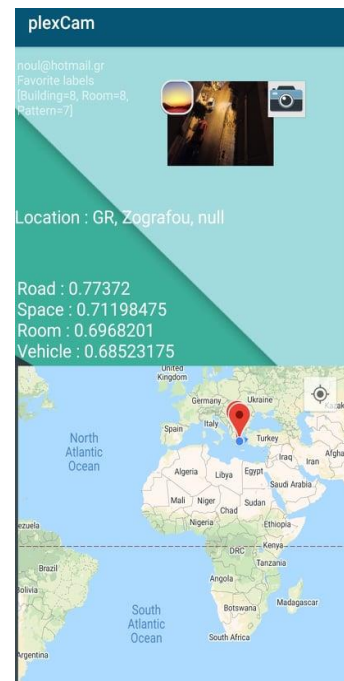 plexCam
noul@hotmail.gr
Favorite labels
[Building=8, Room=8,
Pattern=7]
Location : GR, Zografou, null
Road : 0.77372
Space : 0.71198475
Room : 0.6968201
Vehicle : 0.68523175
United
Kingdom
Germany
Ukraine
Kazak
Spain
Italy
Turkey
North
Atlantic
Ocean
Iraq
Iran
Afgha
Algeria
Libya
Egypt
Saudi Arabia
Mali
Niger
Sudan
Chad
Nigeria
Ethiopia
ezuela
DRC
Kenya
Tanzania
Brazil
Angola
olivia
Botswana
Madagascar
South
Atlantic
Ocean
South Africa
Argentina